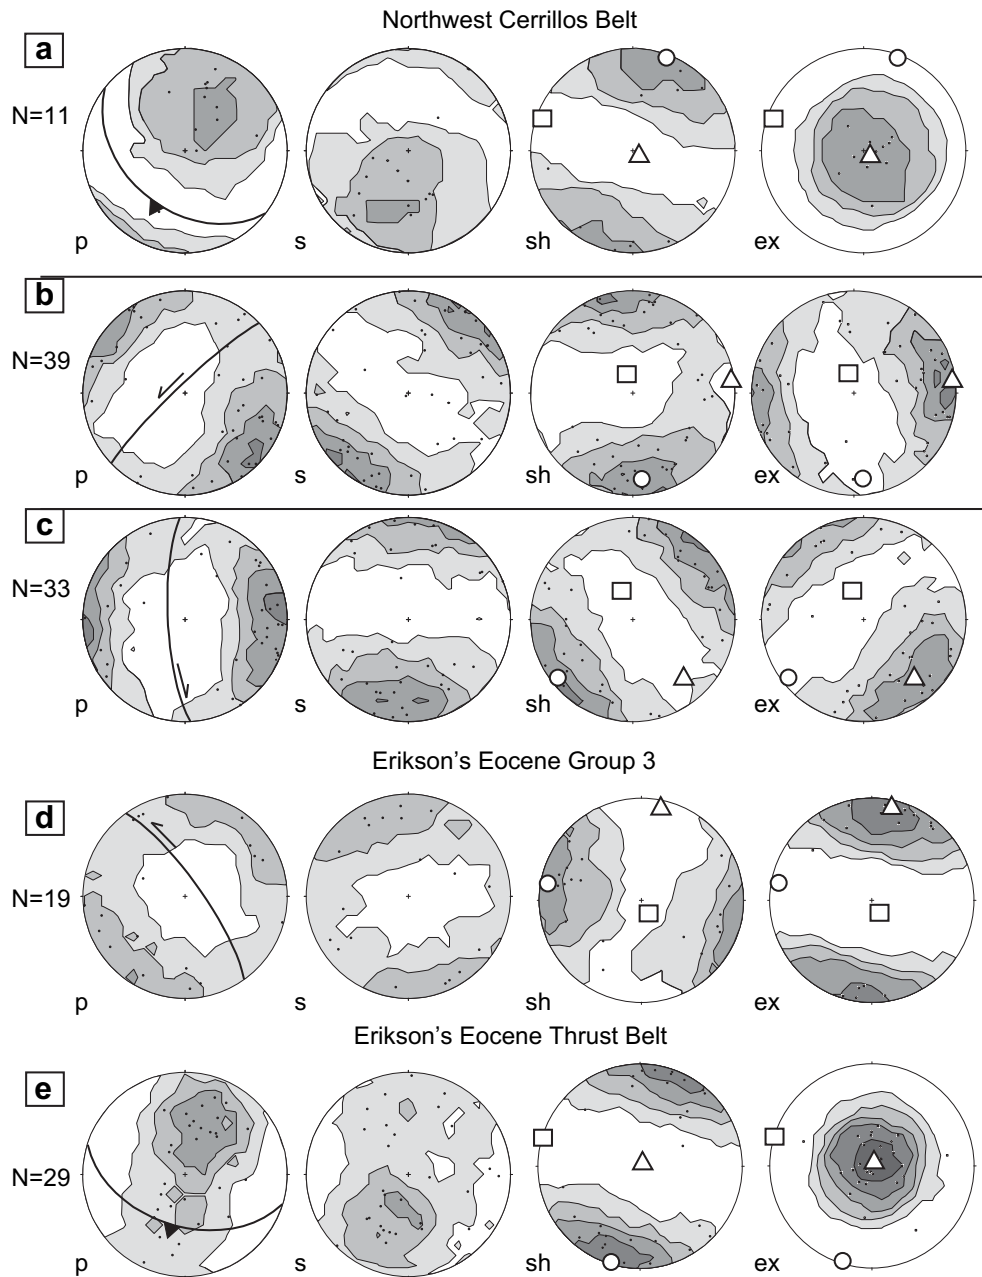 Northwest Cerrillos Belt
a
N=11
p s sh ex
b
N=39
p s sh ex
c
N=33
p s sh ex
Erikson's Eocene Group 3
d
N=19
p s sh ex
Erikson's Eocene Thrust Belt
e
N=29
p s sh ex